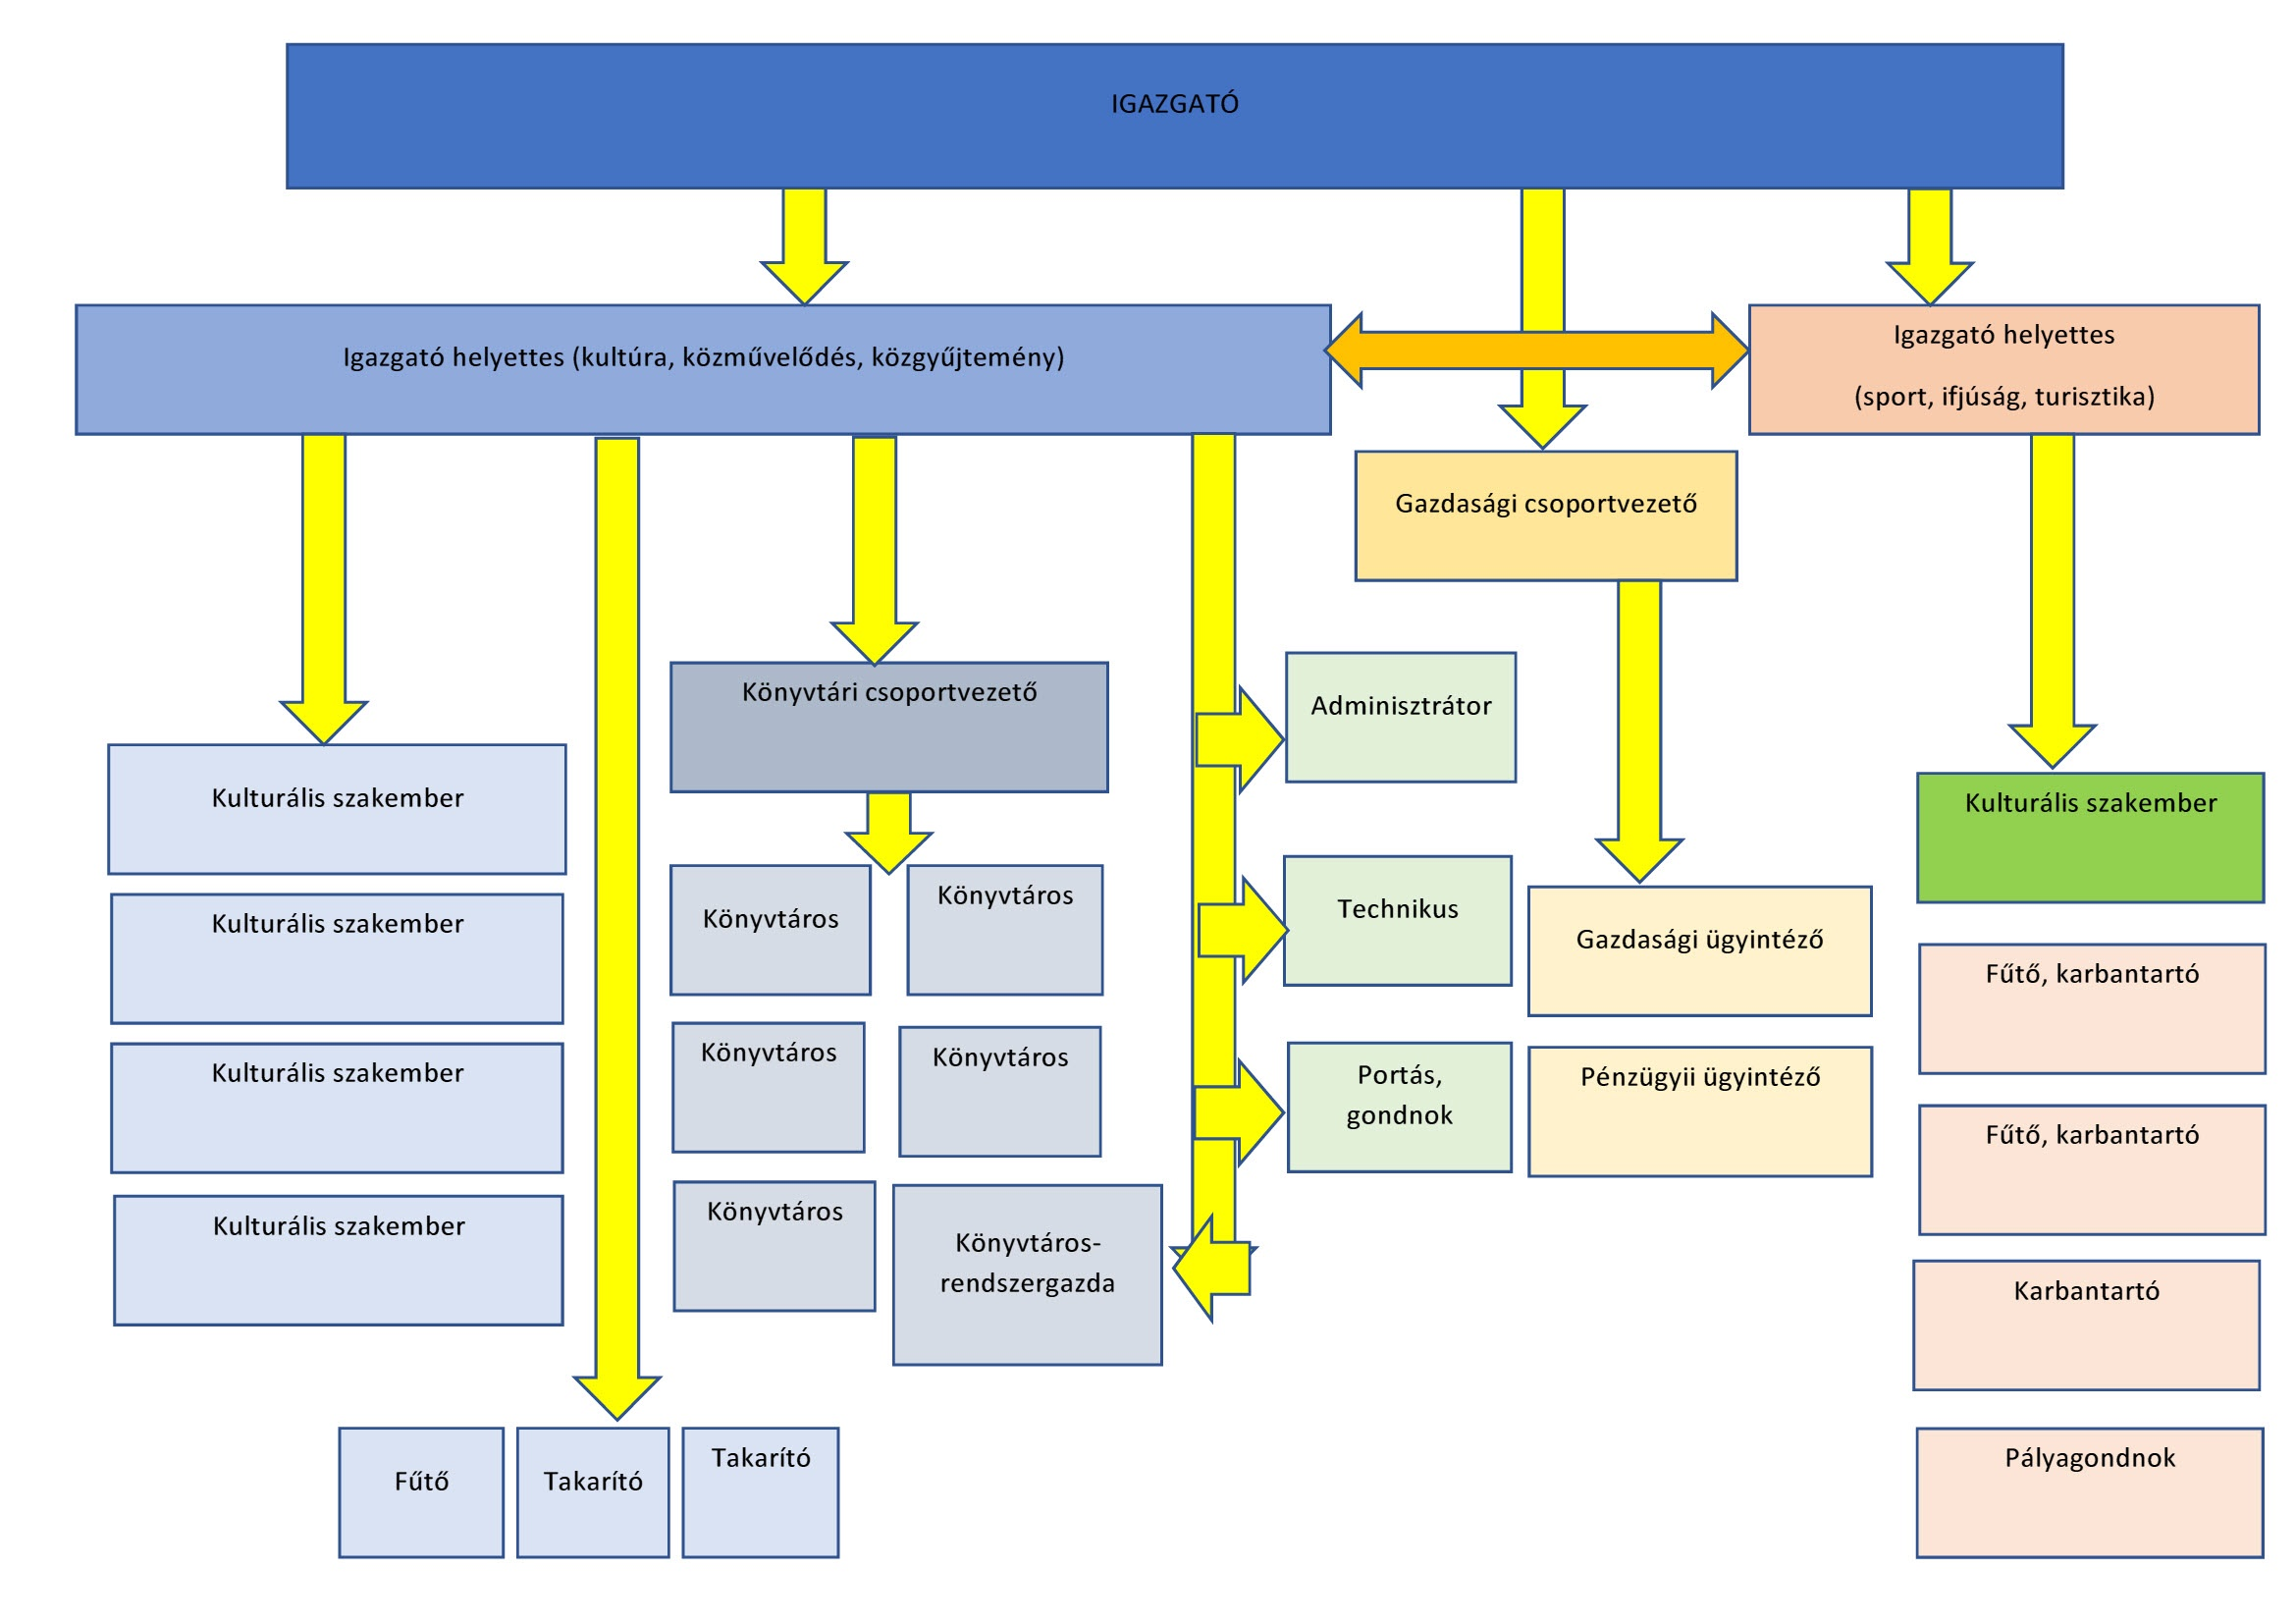 IGAZGATÓ
Igazgató helyettes (kultúra, közművelődés, közgyűjtemény)
Igazgató helyettes
(sport, ifjúság, turisztika)
Gazdasági csoportvezető
Könyvtári csoportvezető
Adminisztrátor
Kulturális szakember
Kulturális szakember
Könyvtáros
Könyvtáros
Technikus
Kulturális szakember
Gazdasági ügyintéző
Fűtő, karbantartó
Könyvtáros
Könyvtáros
Kulturális szakember
Portás,
gondnok
Pénzügyii ügyintéző
Fűtő, karbantartó
Kulturális szakember
Könyvtáros
Könyvtáros-
rendszergazda
Karbantartó
Fűtő
Takarító
Takarító
Pályagondnok